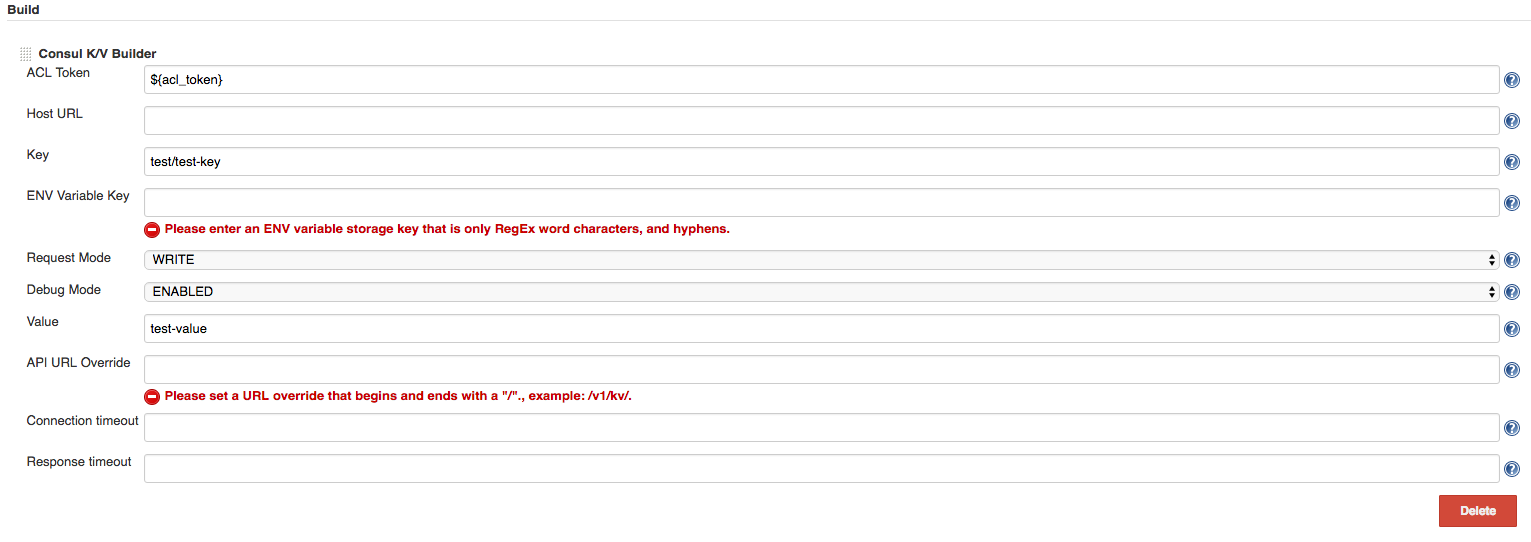 Build
Consul K/V Builder
ACL Token
${acl_token}
Host URL
Key
test/test-key
ENV Variable Key
Please enter an ENV variable storage key that is only RegEx word characters, and hyphens.
Request Mode
WRITE
Debug Mode
ENABLED
Value
test-value
API URL Override
Please set a URL override that begins and ends with a "/"., example: /v1/kv/.
Connection timeout
Response timeout
Delete